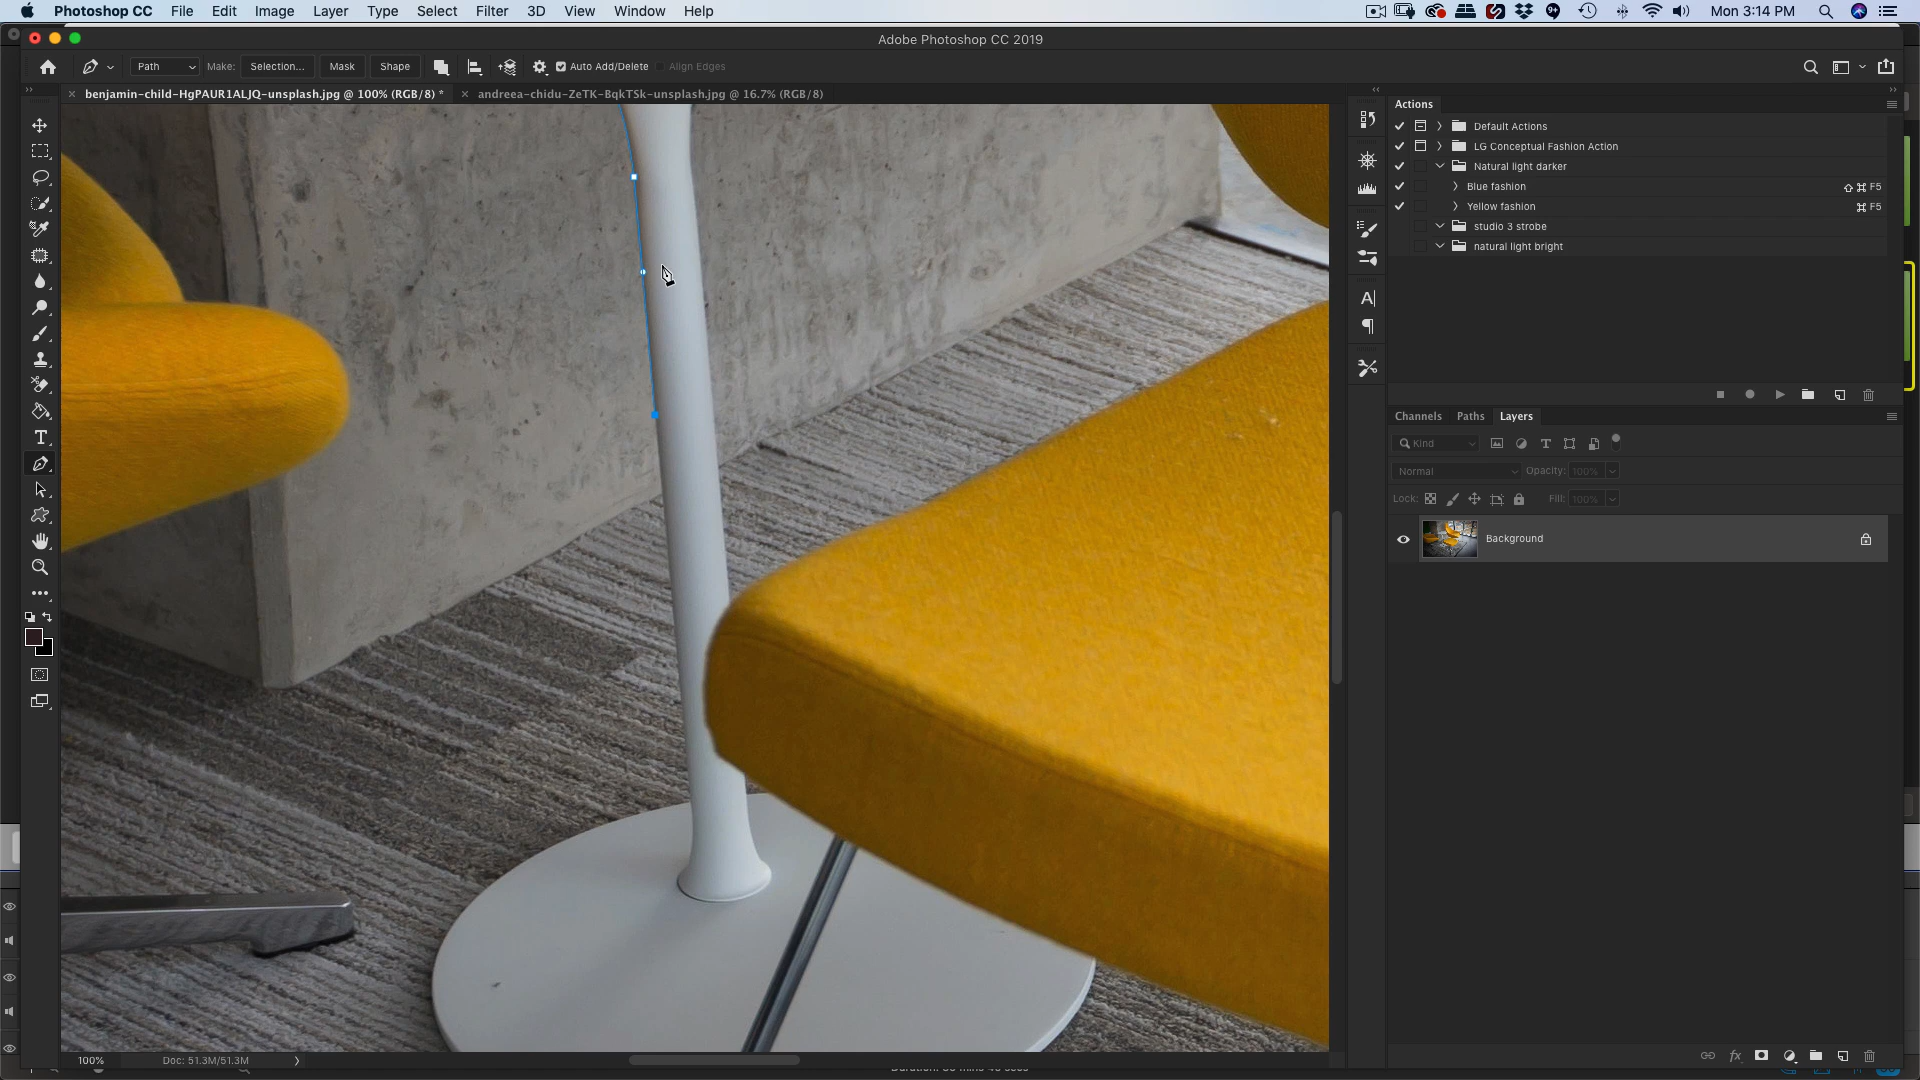 Photoshop CC File Edit Image Layer Type Select Filter 3D View Window Help
Mon 3:14 PM
Adobe Photoshop CC 2019
Path Make: Selection... Mask Shape Auto Add/Delete Align Edges
benjamin-child-HgPAUR1ALJQ-unsplash.jpg @ 100% (RGB/8) *
andreea-chidu-ZeTK-BqkTSk-unsplash.jpg @ 16.7% (RGB/8)
Actions
Default Actions
LG Conceptual Fashion Action
Natural light darker
Blue fashion ⌘ F5
Yellow fashion ⌘ F5
studio 3 strobe
natural light bright
Channels Paths Layers
Kind
Normal Opacity: 100%
Lock: Fill: 100%
Background
100% Doc: 51.3M/51.3M